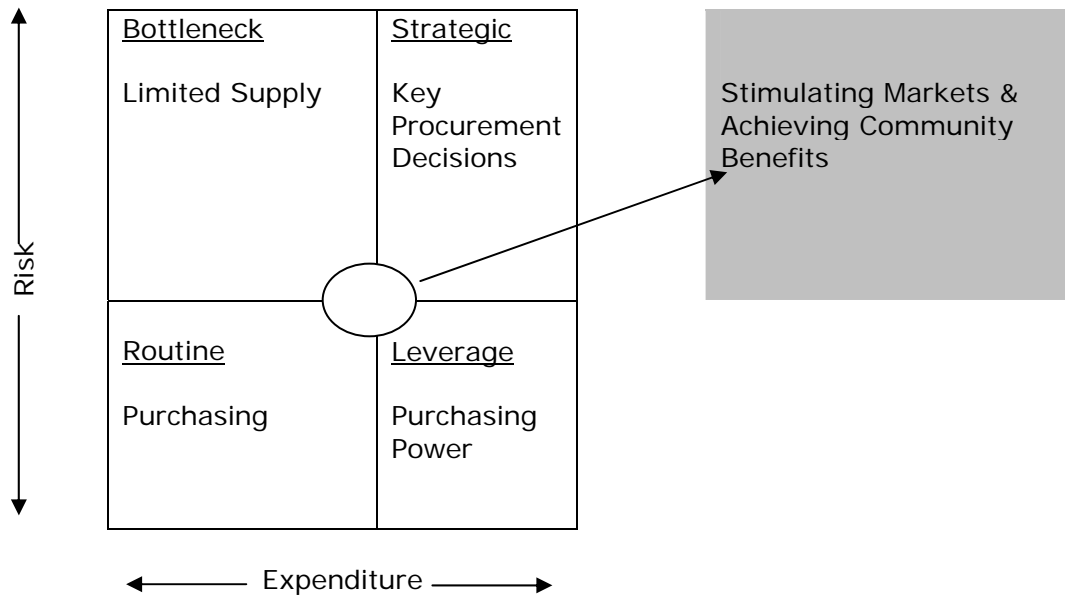 Bottleneck
Limited Supply
Strategic
Key
Procurement
Decisions
Stimulating Markets &
Achieving Community
Benefits
Risk
Routine
Purchasing
Leverage
Purchasing
Power
Expenditure